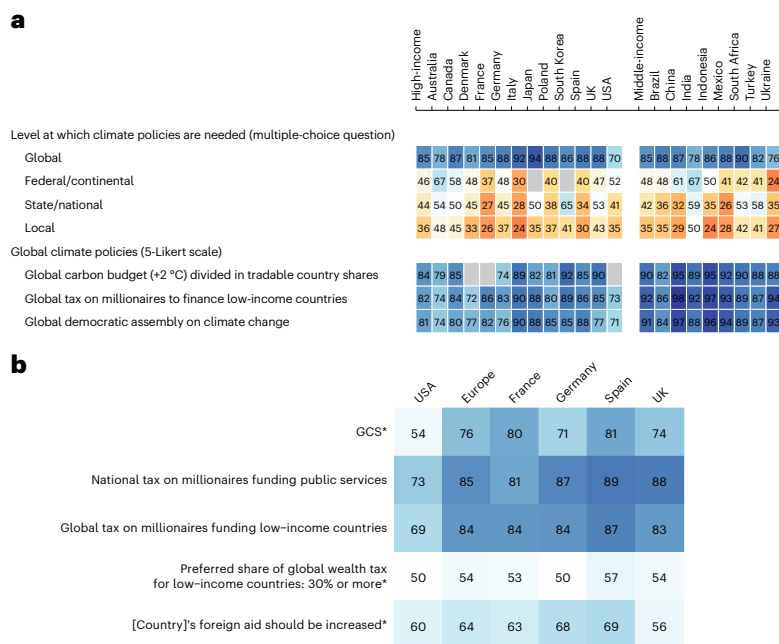 a
High-income
Australia
Canada
Denmark
France
Germany
Italy
Japan
Poland
South Korea
Spain
UK
USA
Middle-income
Brazil
China
India
Indonesia
Mexico
South Africa
Turkey
Ukraine
Level at which climate policies are needed (multiple-choice question)
Global 85 78 87 81 85 88 92 94 88 86 88 88 70 85 88 87 78 86 88 90 82 76
Federal/continental 46 67 58 48 37 48 30 40 40 47 52 48 48 61 67 50 41 42 41 24
State/national 44 54 50 45 27 45 28 50 38 65 34 53 41 42 36 32 59 35 26 53 58 35
Local 36 48 45 33 26 37 24 35 37 41 30 43 35 35 35 29 50 24 28 42 41 27
Global climate policies (5-Likert scale)
Global carbon budget (+2 °C) divided in tradable country shares 84 79 85 74 89 82 81 92 85 90 90 82 95 89 95 92 90 88 88
Global tax on millionaires to finance low-income countries 82 74 84 72 86 83 90 88 80 89 86 85 73 92 86 98 92 97 93 89 87 94
Global democratic assembly on climate change 81 74 80 77 82 76 90 88 85 85 88 77 71 91 84 97 88 96 94 89 87 93
b
USA Europe France Germany Spain UK
GCS* 54 76 80 71 81 74
National tax on millionaires funding public services 73 85 81 87 89 88
Global tax on millionaires funding low–income countries 69 84 84 84 87 83
Preferred share of global wealth tax
for low–income countries: 30% or more* 50 54 53 50 57 54
[Country]'s foreign aid should be increased* 60 64 63 68 69 56